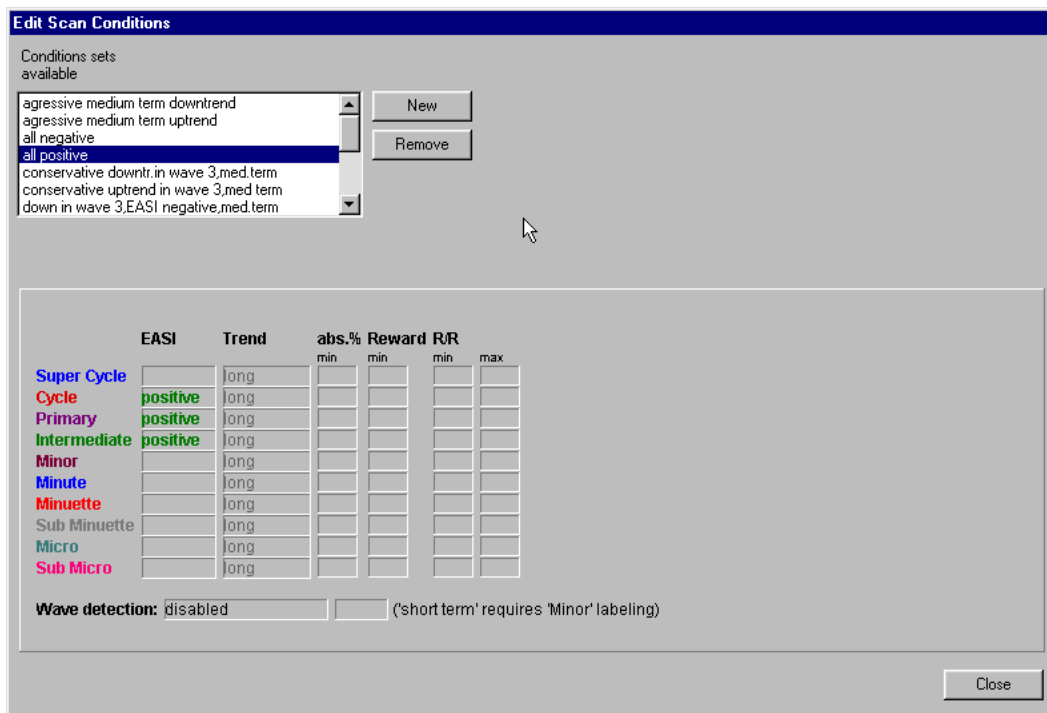 Edit Scan Conditions
Conditions sets
available
agressive medium term downtrend
agressive medium term uptrend
all negative
all positive
conservative downtr.in wave 3,med.term
conservative uptrend in wave 3,med term
down in wave 3,EASI negative,med.term
New
Remove
EASI Trend abs.% Reward R/R
min min min max
Super Cycle long
Cycle positive long
Primary positive long
Intermediate positive long
Minor long
Minute long
Minuette long
Sub Minuette long
Micro long
Sub Micro long
Wave detection: disabled ('short term' requires 'Minor' labeling)
Close